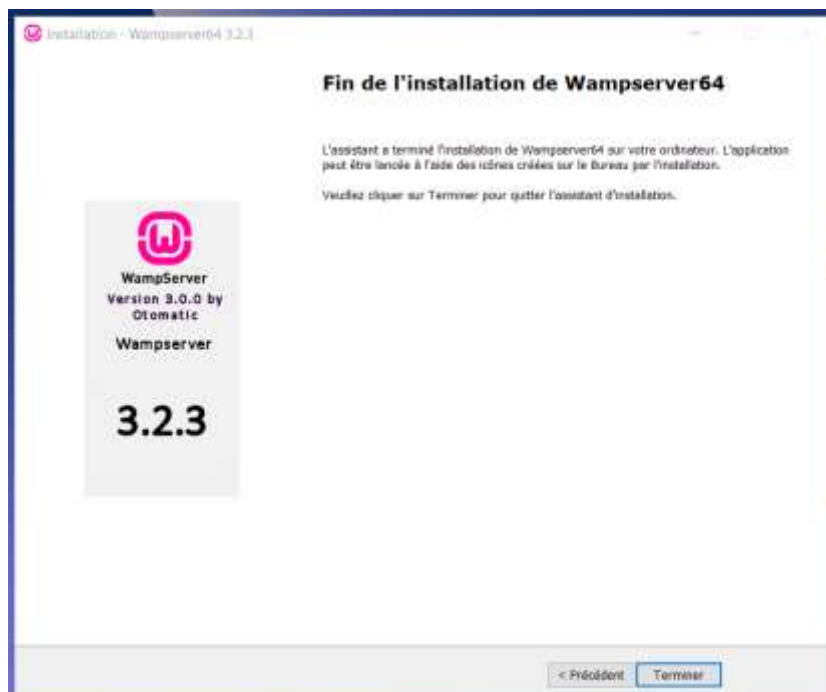 Installation - Wampserver64 3.2.3
Fin de l'installation de Wampserver64
L'assistant a terminé l'installation de Wampserver64 sur votre ordinateur. L'application
peut être lancée à l'aide des icônes créées sur le Bureau par l'installation.
Veuillez cliquer sur Terminer pour quitter l'assistant d'installation.
WampServer
Version 3.0.0 by
Otomatic
Wampserver
3.2.3
< Précédent
Terminer